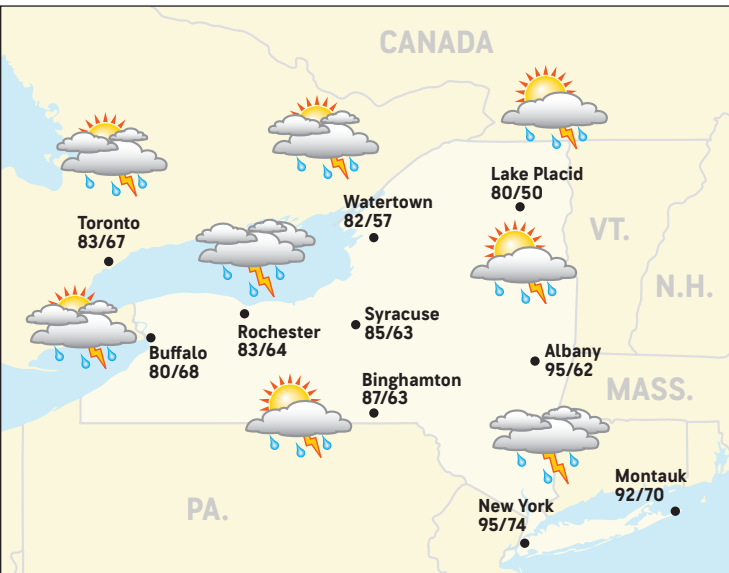 CANADA
Lake Placid
80/50
Watertown
82/57
Toronto
83/67
VT.
N.H.
Syracuse
85/63
Rochester
83/64
Buffalo
80/68
Albany
95/62
Binghamton
87/63
MASS.
Montauk
92/70
PA.
New York
95/74